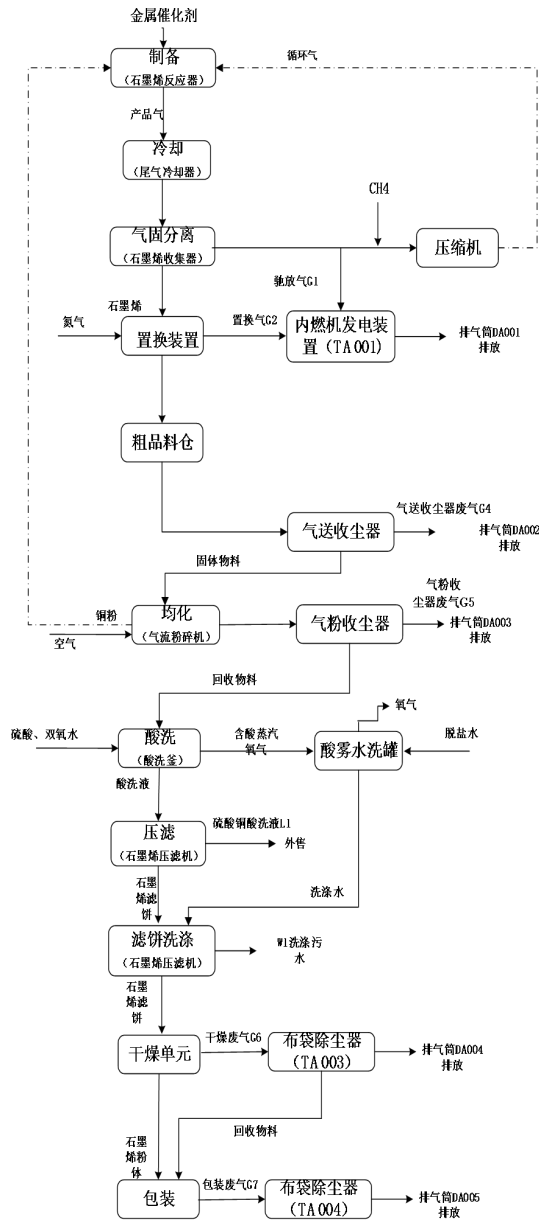 金属催化剂
制备
（石墨烯反应器）
循环气
产品气
冷却
（尾气冷却器）
CH4
气固分离
（石墨烯收集器）
压缩机
驰放气G1
石墨烯
氮气
置换装置
置换气G2
内燃机发电装
置（TA001）
排气筒DA001
排放
粗品料仓
气送收尘器废气G4
气送收尘器
排气筒DA002
排放
固体物料
气粉收
尘器废气G5
铜粉
均化
（气流粉碎机）
空气
气粉收尘器
排气筒DA003
排放
回收物料
氧气
硫酸、双氧水
酸洗
（酸洗釜）
含酸蒸汽
氧气
酸雾水洗罐
脱盐水
酸洗液
压滤
（石墨烯压滤机）
硫酸铜酸洗液L1
外售
石墨
烯滤
饼
洗涤水
滤饼洗涤
（石墨烯压滤机）
W1洗涤污
水
石墨
烯滤
饼
干燥单元
干燥废气G6
布袋除尘器
（TA003）
排气筒DA004
排放
回收物料
石墨
烯粉
体
包装
包装废气G7
布袋除尘器
（TA004）
排气筒DA005
排放